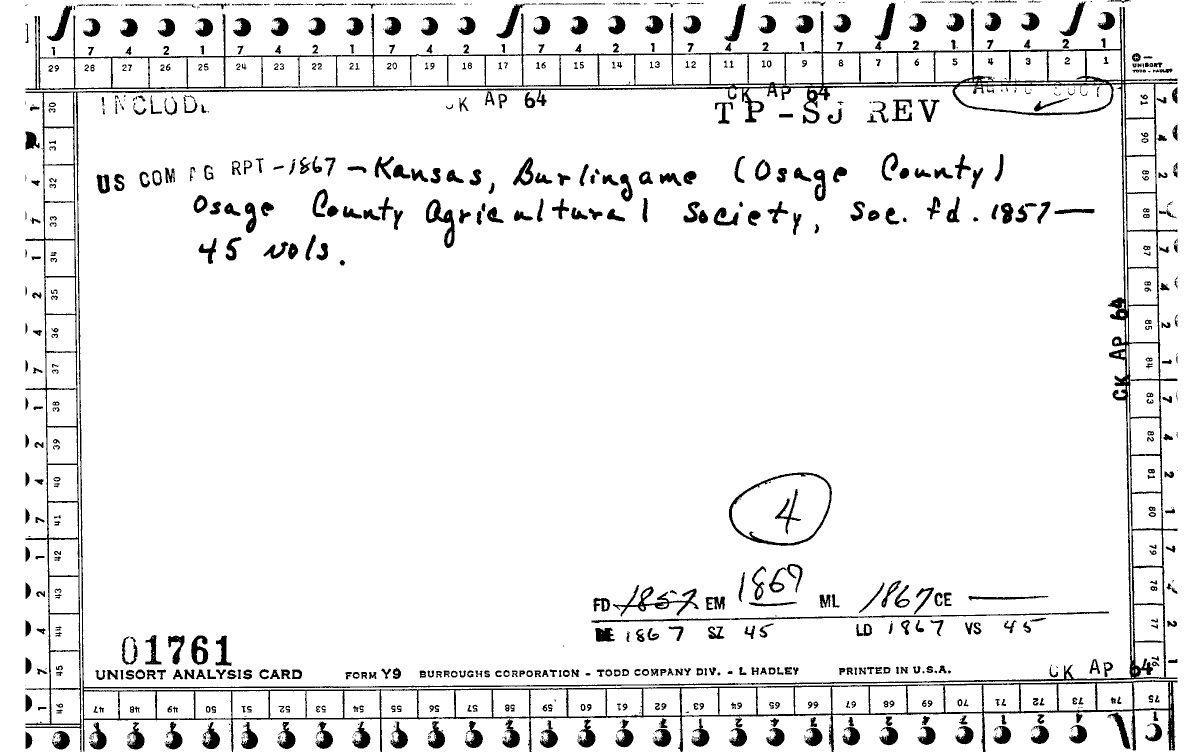 7 4 2 1 7 4 2 1 7 4 2 1 7 4 2 1 7 4 2 1 7 4 2 1 7 4 2 1
29 28 27 26 25 24 23 22 21 20 19 18 17 16 15 14 13 12 11 10 9 8 7 6 5 4 3 2 1
UNISORT
TODD - HADLEY
CK AP 64
CK AP 64
TP-SJ REV
US COM AG RPT-1867 - Kansas, Burlingame (Osage County)
Osage County Agricultural Society, Soc. fd. 1857—
45 vols.
CK AP 64
4
FD 1857 EM 1867 ML 1867 CE —
1867 SZ 45 LD 1867 VS 45
01761
UNISORT ANALYSIS CARD FORM Y9 BURROUGHS CORPORATION - TODD COMPANY DIV. - L HADLEY PRINTED IN U.S.A.
CK AP 64
30 31 32 33 34 35 36 37 38 39 40 41 42 43 44 45 46
91 90 89 88 87 86 85 84 83 82 81 80 79 78 77 76
47 48 49 50 51 52 53 54 55 56 57 58 59 60 61 62 63 64 65 66 67 68 69 70 71 72 73 74 75